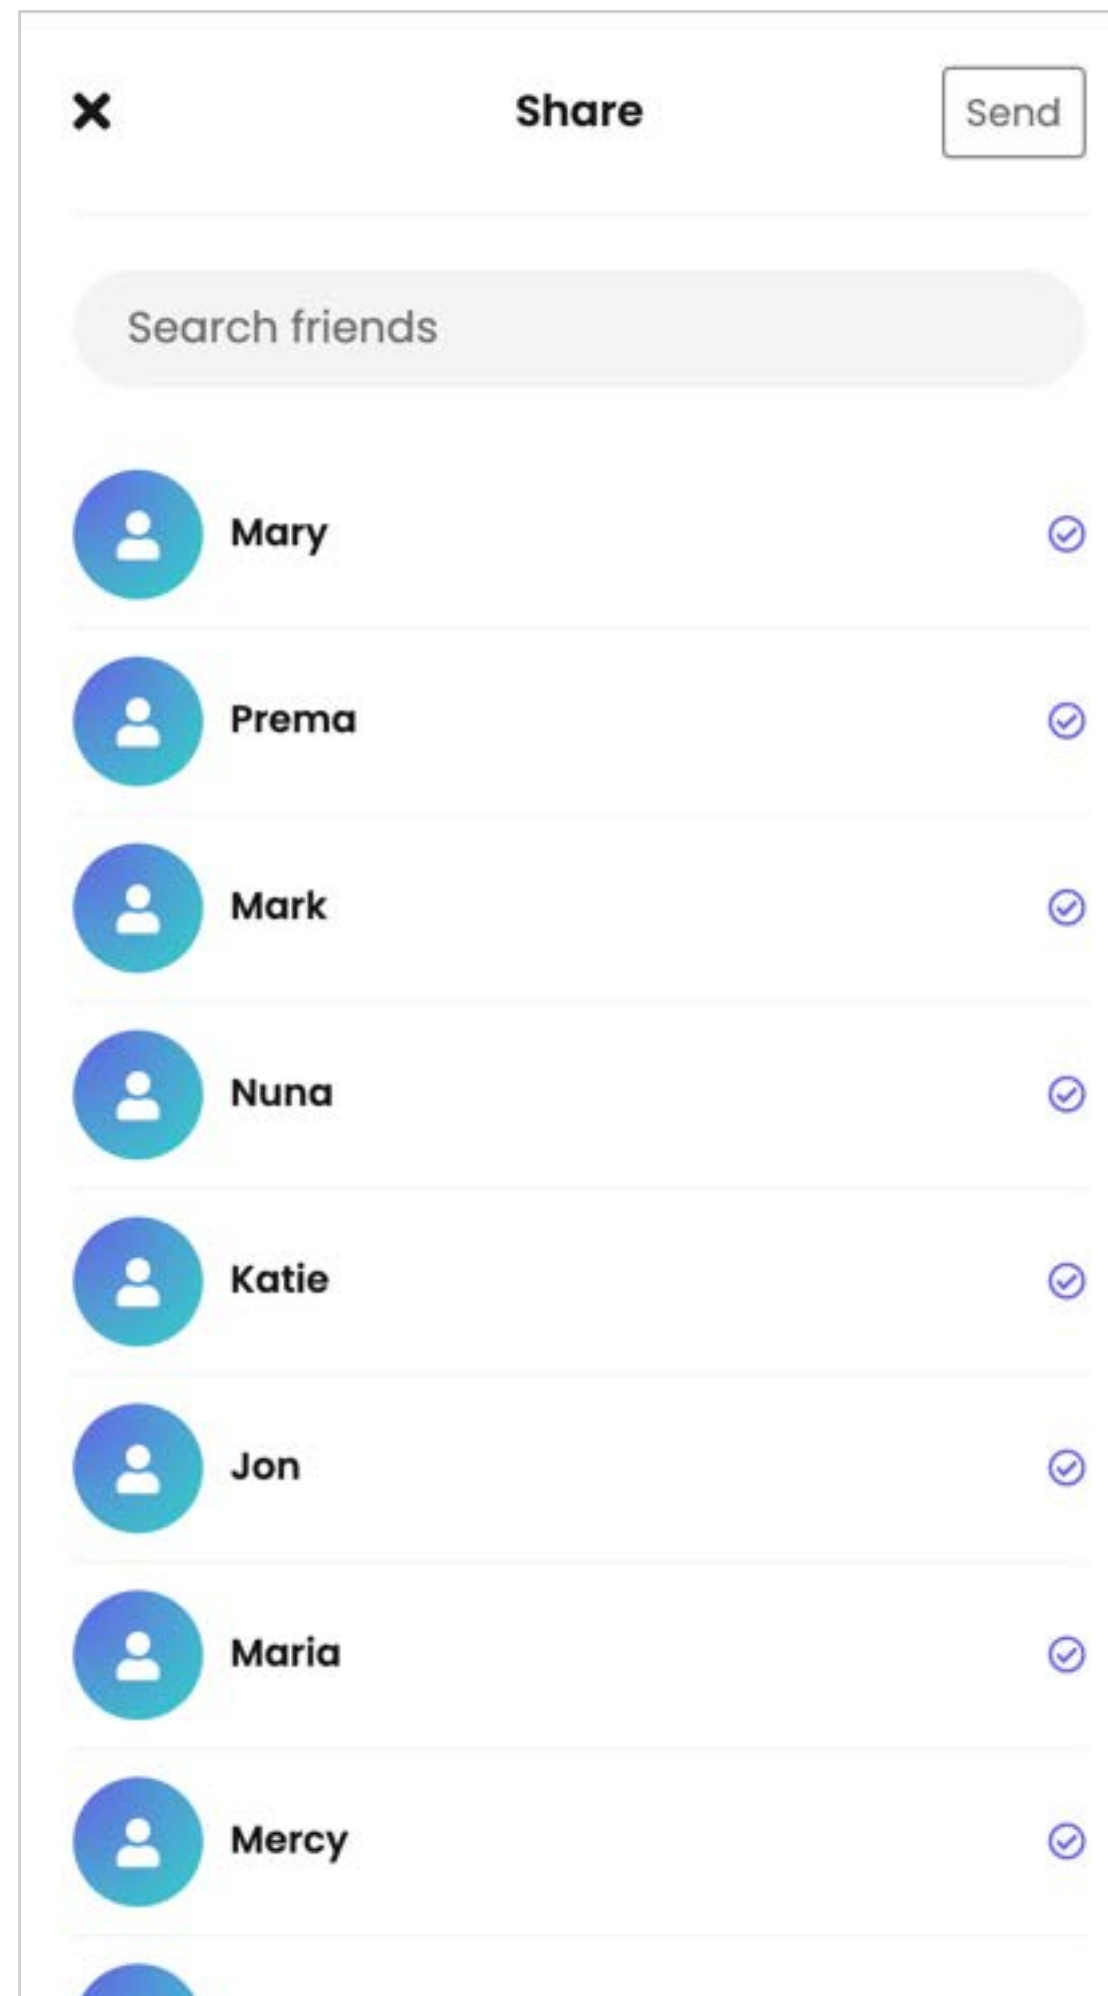 Share
Send
Search friends
Mary
Prema
Mark
Nuna
Katie
Jon
Maria
Mercy